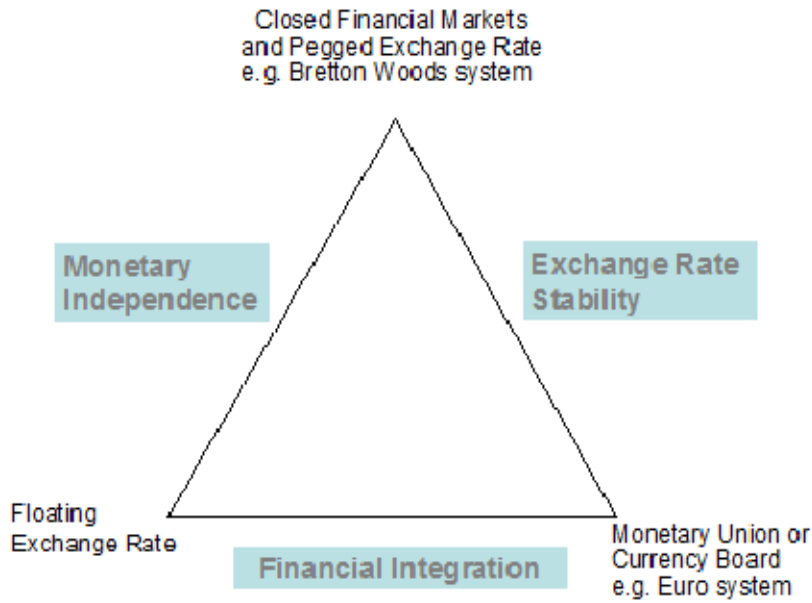 Closed Financial Markets
and Pegged Exchange Rate
e.g. Bretton Woods system
Monetary
Independence
Exchange Rate
Stability
Floating
Exchange Rate
Financial Integration
Monetary Union or
Currency Board
e.g. Euro system